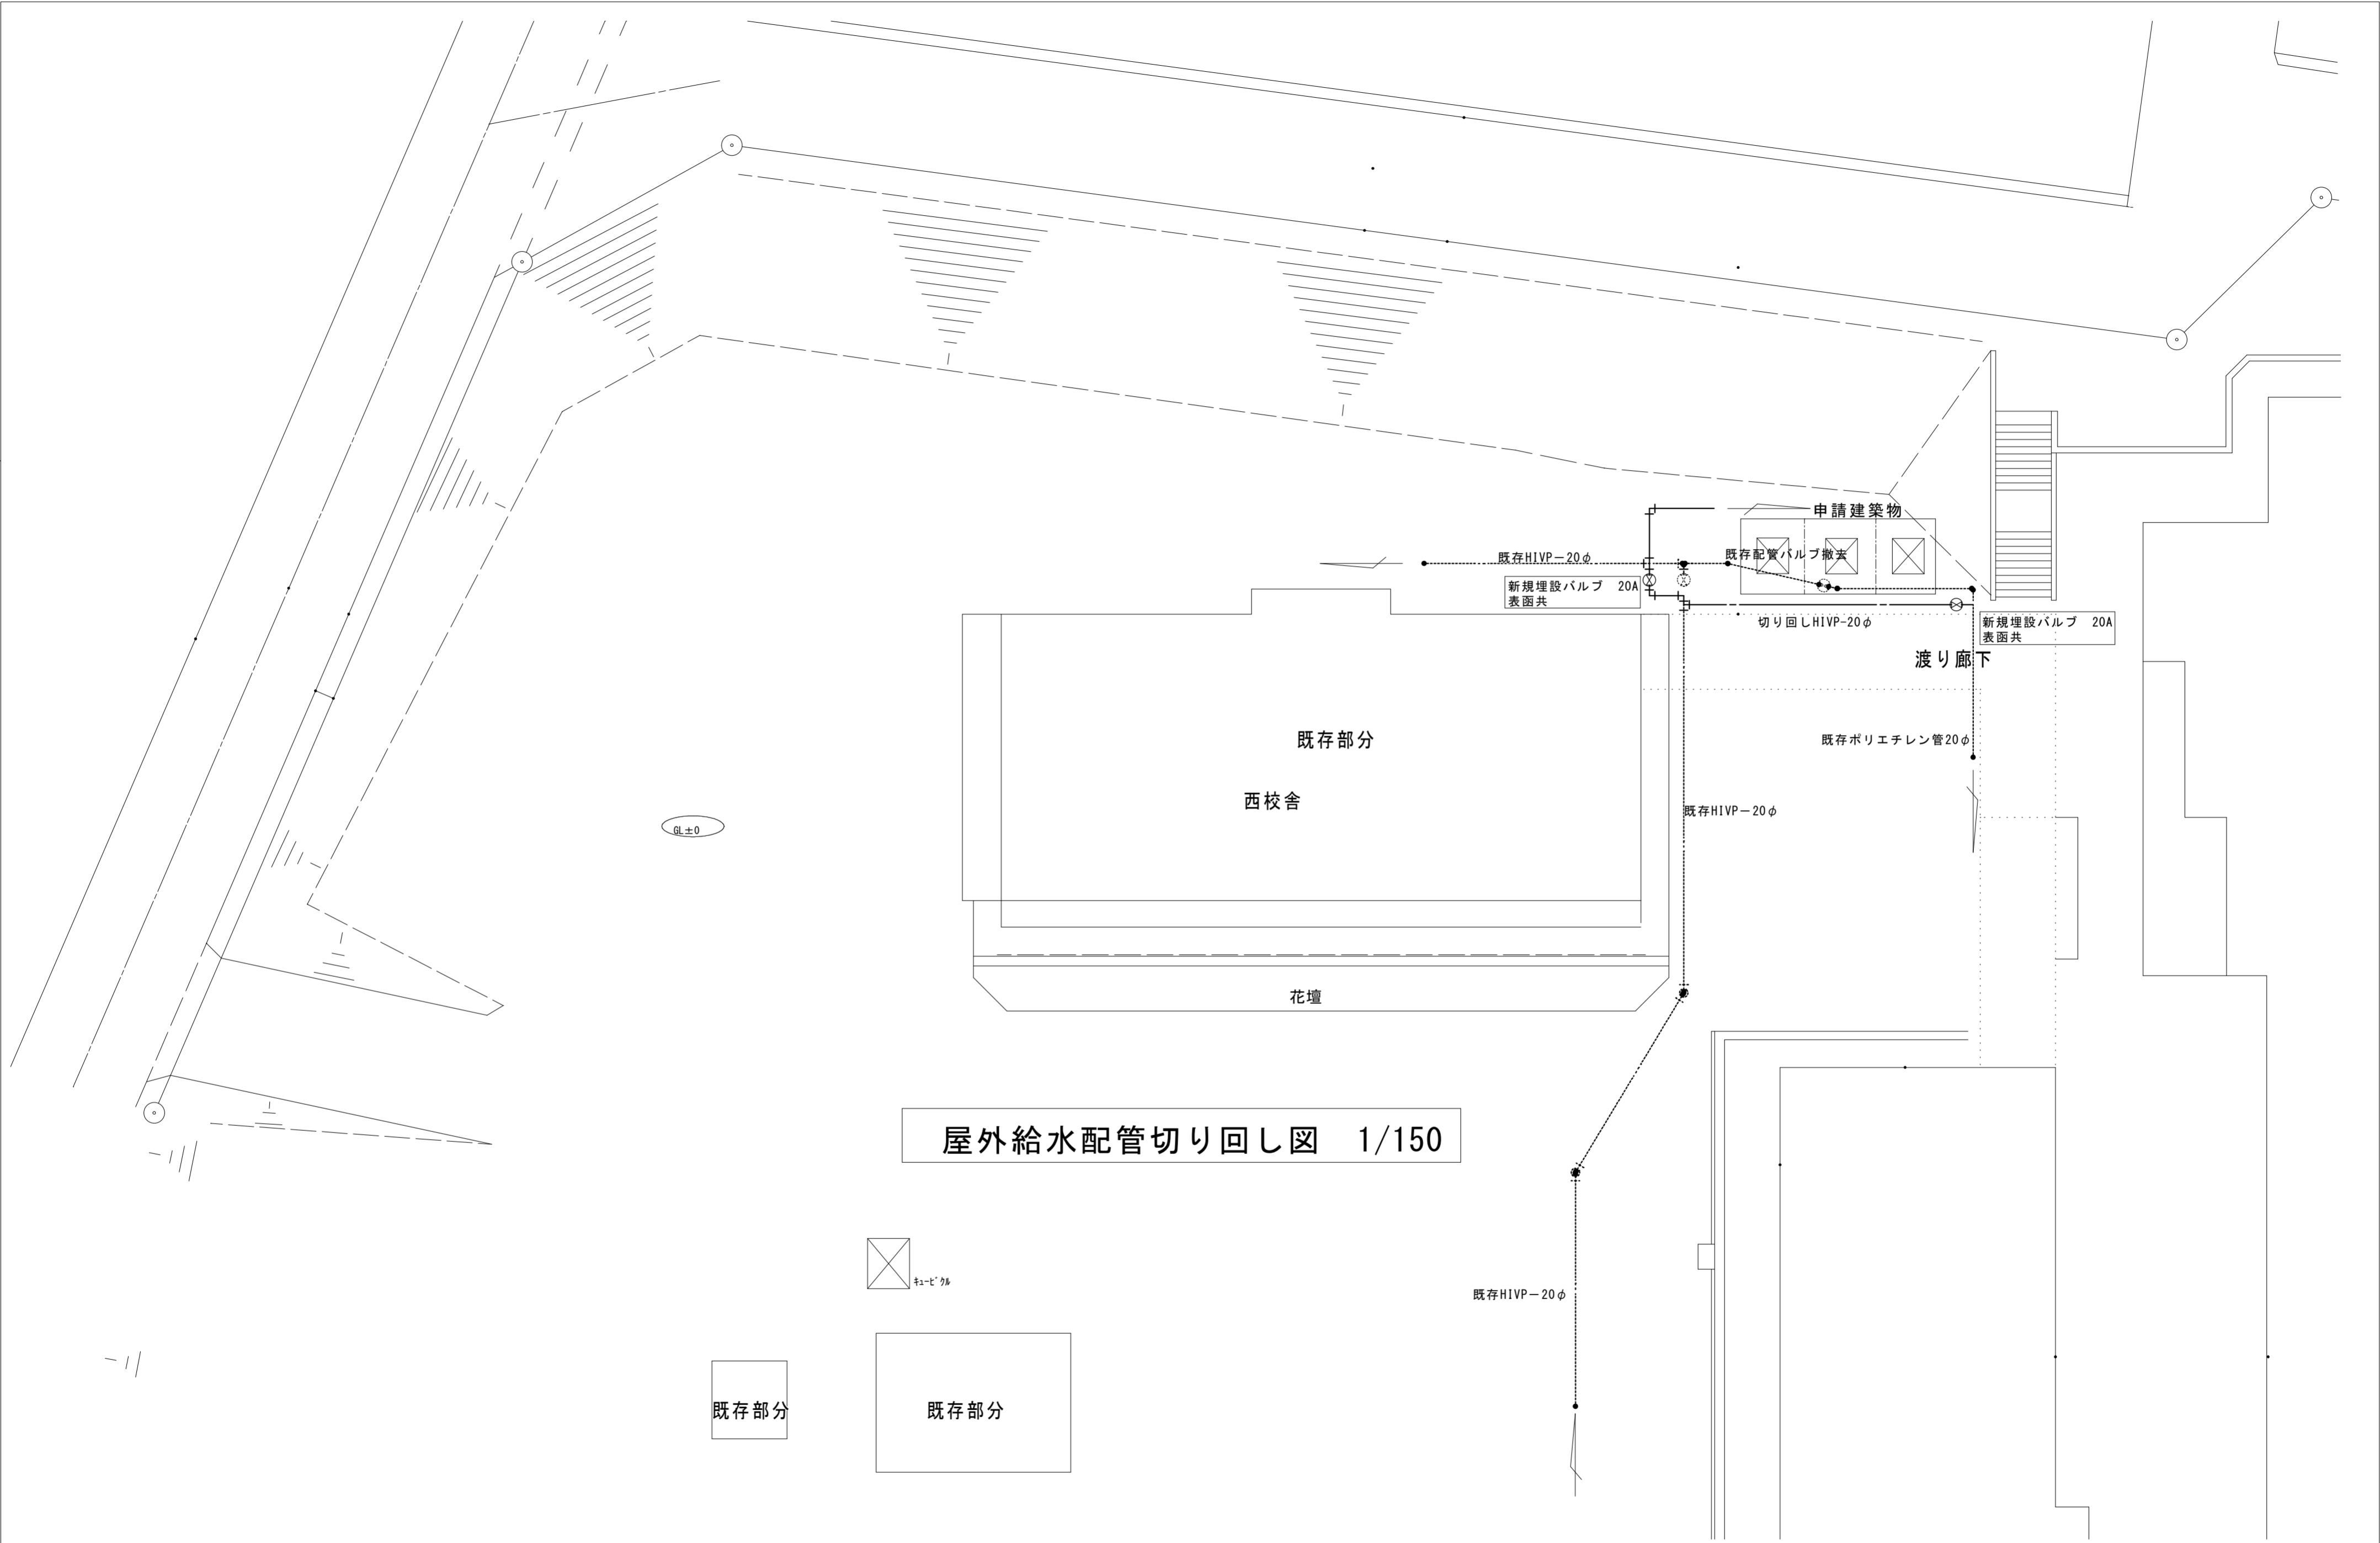 申請建築物
既存HIVP－20φ
既存配管バルブ撤去
新規埋設バルブ　20A
表函共
切り回しHIVP-20φ
新規埋設バルブ　20A
表函共
渡り廊下
既存部分
既存ポリエチレン管20φ
西校舎
既存HIVP－20φ
GL±0
花壇
屋外給水配管切り回し図　1/150
ｷｭｰﾋﾞｸﾙ
既存HIVP－20φ
既存部分
既存部分